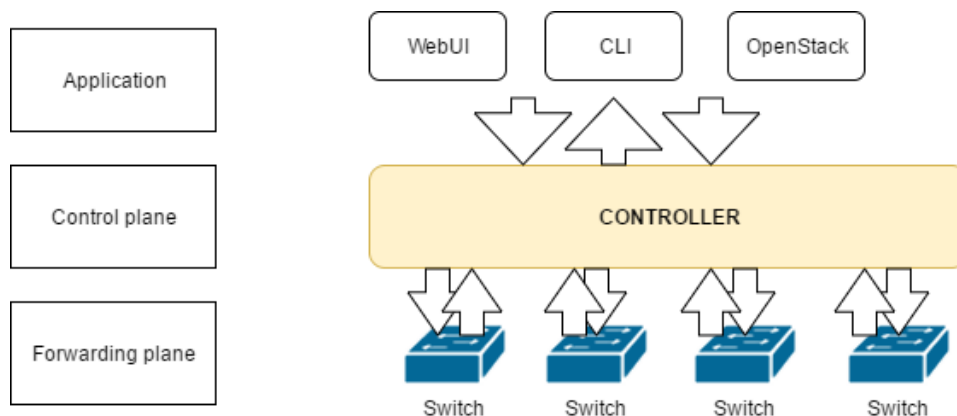 WebUI
CLI
OpenStack
Application
Control plane
CONTROLLER
Forwarding plane
Switch
Switch
Switch
Switch